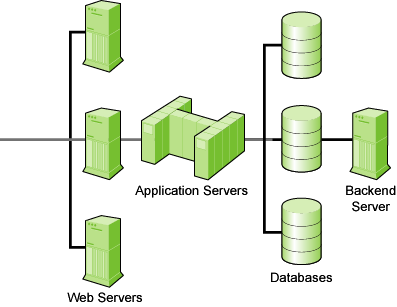 Application Servers
Backend
Server
Databases
Web Servers